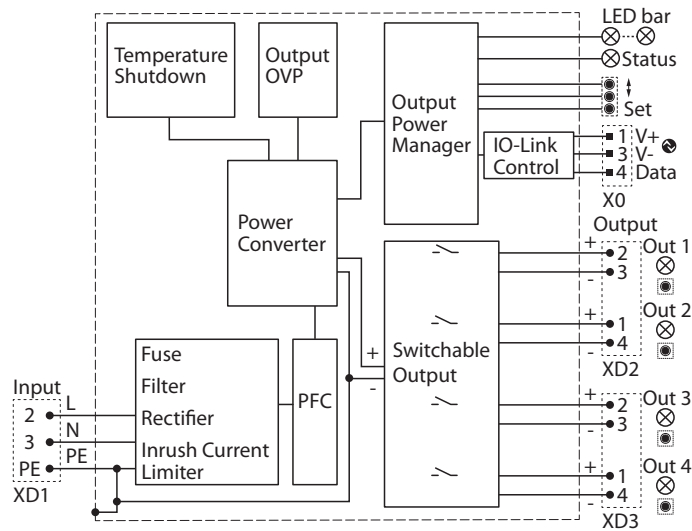 LED bar
Temperature
Shutdown
Output
OVP
Status
Output
Power
Manager
Set
IO-Link
Control
1 V+
3 V-
4 Data
X0
Power
Converter
Output
+
2
Out 1
3
-
+
1
Out 2
4
-
XD2
Switchable
Output
+
-
Fuse
Filter
Rectifier
Inrush Current
Limiter
PFC
Input
2
L
3
N
PE
PE
XD1
+
2
Out 3
3
-
+
1
Out 4
4
-
XD3